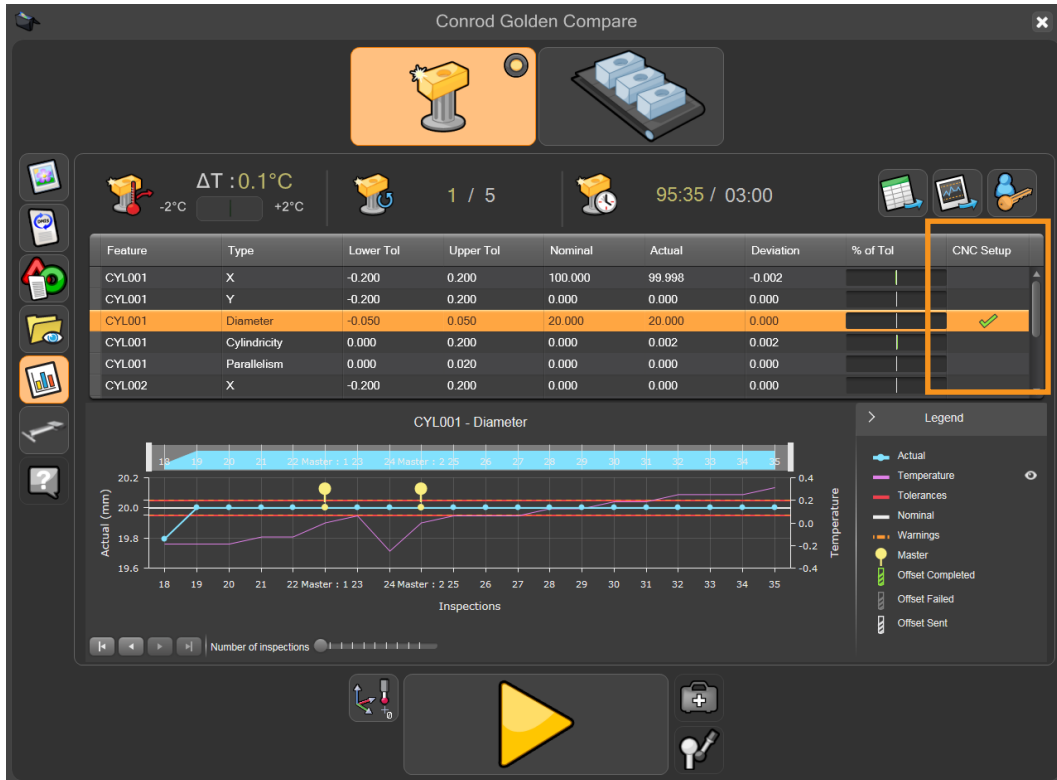 Conrod Golden Compare
ΔT : 0.1°C
-2°C +2°C
1 / 5
95:35 / 03:00
DMIS
Feature Type Lower Tol Upper Tol Nominal Actual Deviation % of Tol CNC Setup
CYL001 X -0.200 0.200 100.000 99.998 -0.002
CYL001 Y -0.200 0.200 0.000 0.000 0.000
CYL001 Diameter -0.050 0.050 20.000 20.000 0.000
CYL001 Cylindricity 0.000 0.200 0.000 0.002 0.002
CYL001 Parallelism 0.000 0.020 0.000 0.000 0.000
CYL002 X -0.200 0.200 0.000 0.000 0.000
CYL001 - Diameter
18 19 20 21 22 Master : 1 23 24 Master : 2 25 26 27 28 29 30 31 32 33 34 35
20.2
20.0
19.8
19.6
Actual (mm)
0.4
0.2
0.0
-0.2
-0.4
Temperature
18 19 20 21 22 Master : 1 23 24 Master : 2 25 26 27 28 29 30 31 32 33 34 35
Inspections
Number of inspections
> Legend
Actual
Temperature
Tolerances
Nominal
Warnings
Master
Offset Completed
Offset Failed
Offset Sent
+0
?